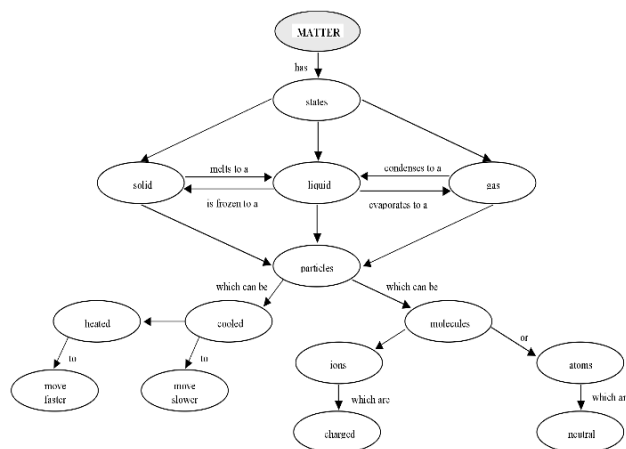 MATTER
has
states
melts to a
condenses to a
solid
liquid
gas
is frozen to a
evaporates to a
particles
which can be
which can be
heated
cooled
molecules
or
to
to
ions
atoms
move
faster
move
slower
which are
which ar
charged
neutral